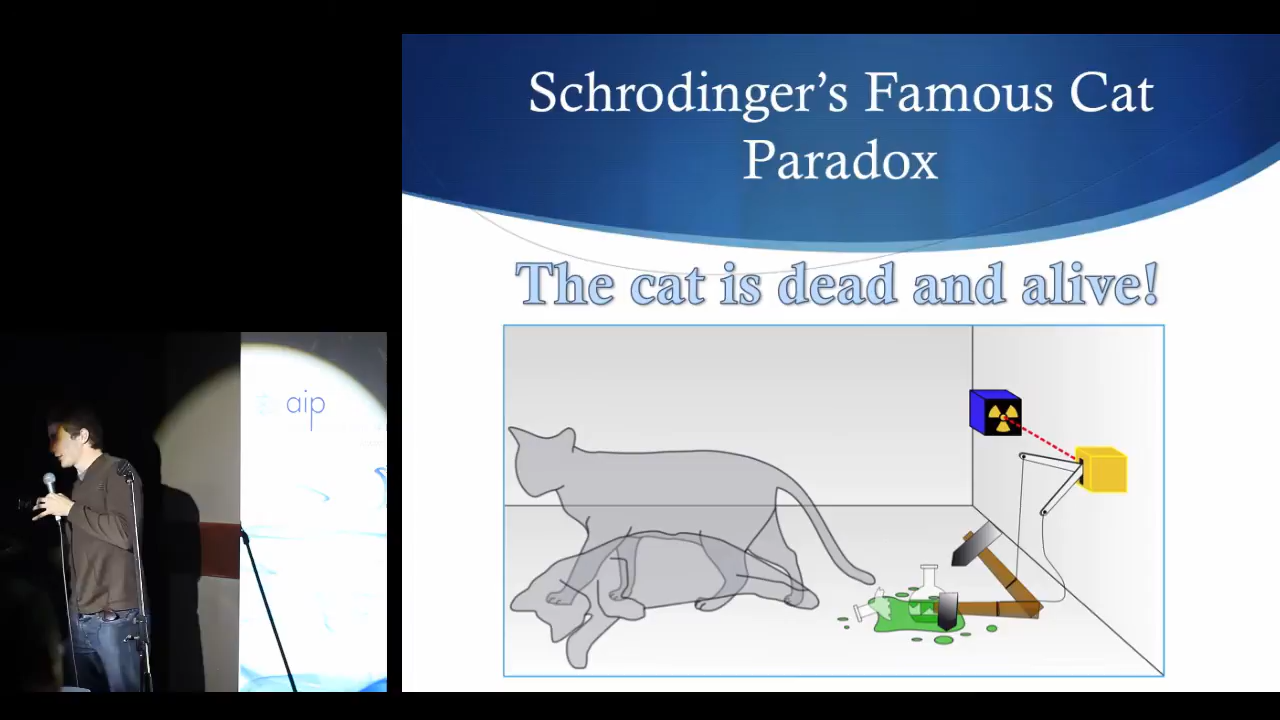 Schrodinger's Famous Cat
Paradox
The cat is dead and alive!
aip